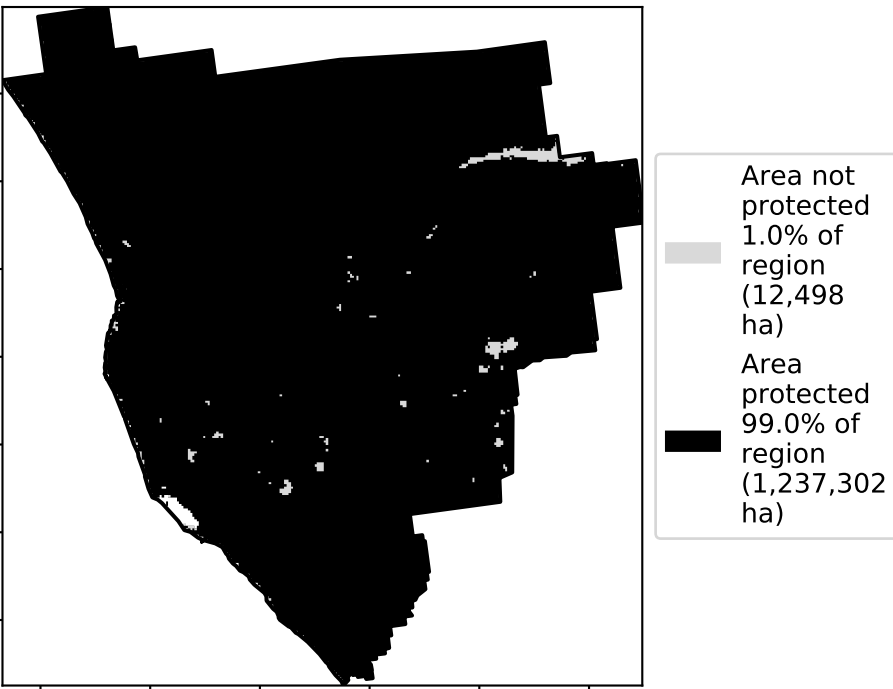 Area not
protected
1.0% of
region
(12,498
ha)
Area
protected
99.0% of
region
(1,237,302
ha)